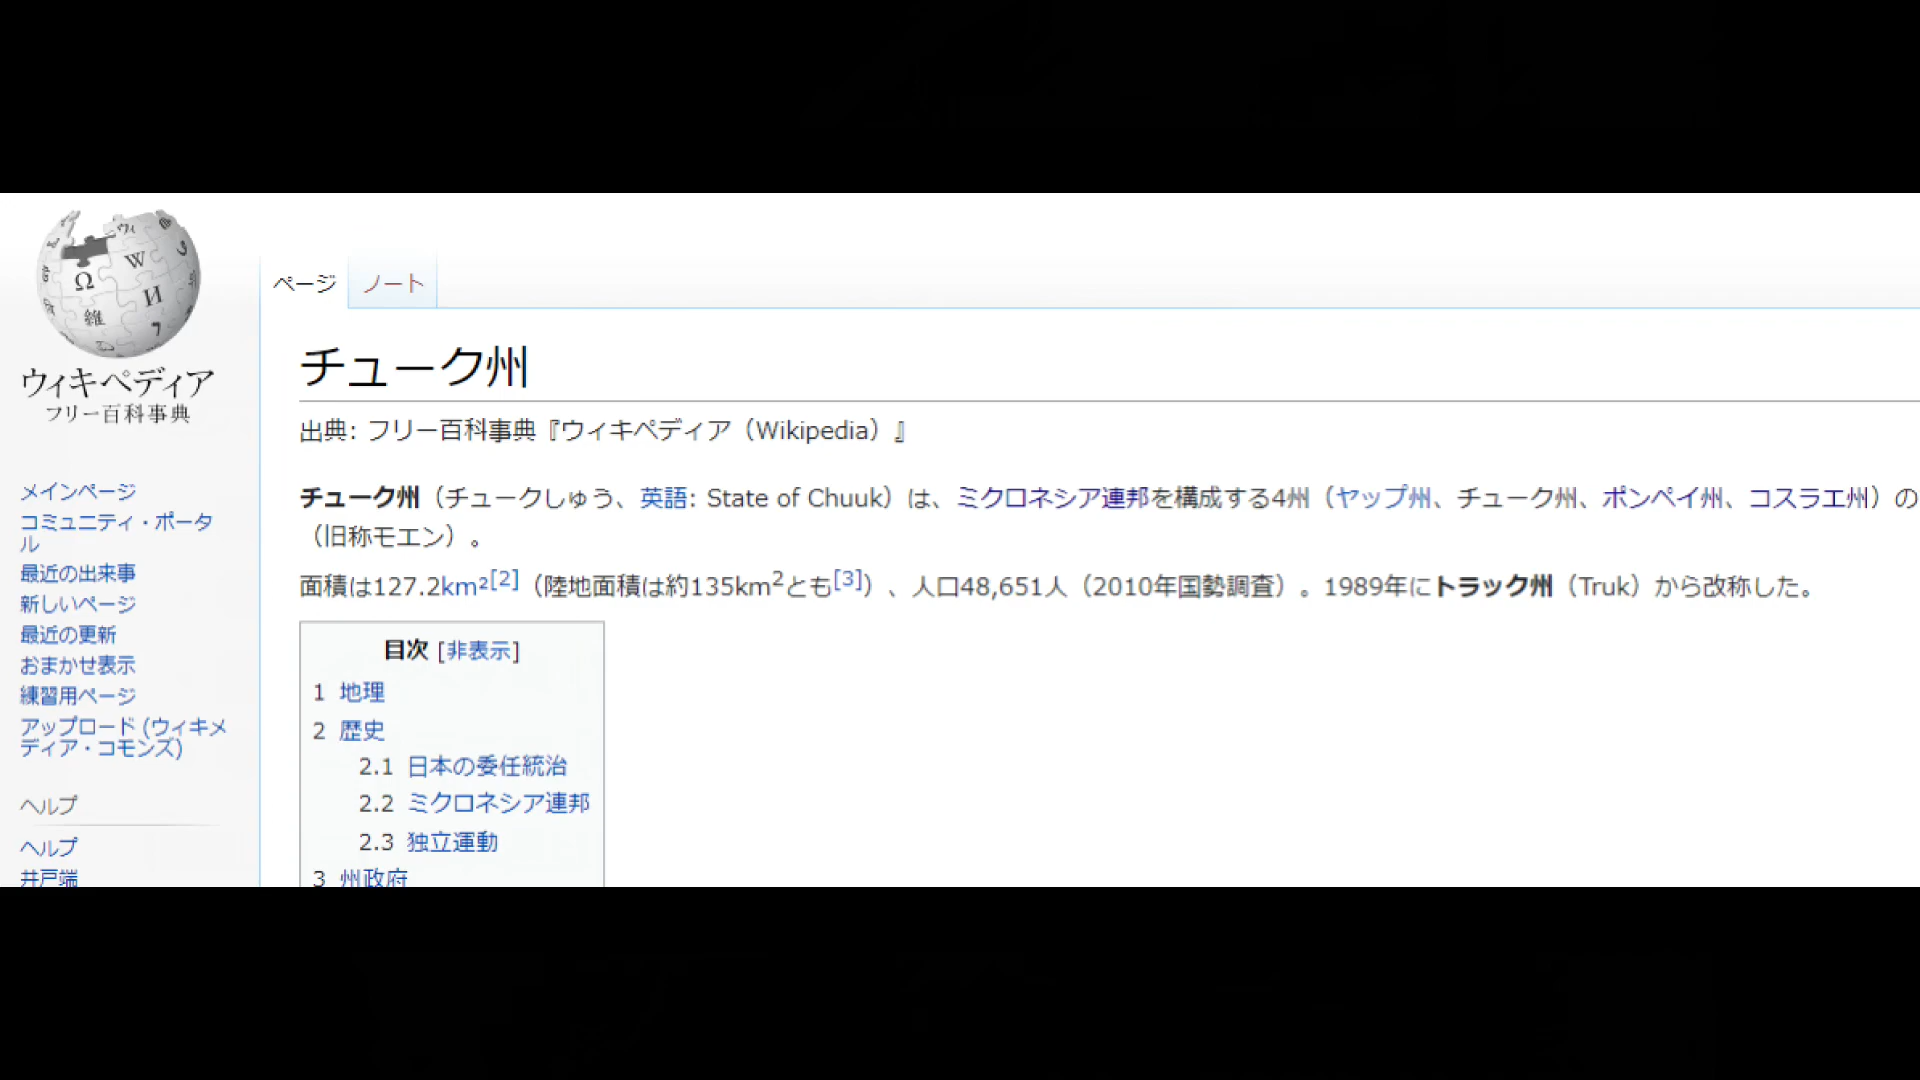 ウィキペディア
フリー百科事典
メインページ
コミュニティ・ポータ
ル
最近の出来事
新しいページ
最近の更新
おまかせ表示
練習用ページ
アップロード (ウィキメ
ディア・コモンズ)
ヘルプ
ヘルプ
井戸端
ページ
ノート
チューク州
出典: フリー百科事典『ウィキペディア（Wikipedia）』
チューク州（チュークしゅう、英語: State of Chuuk）は、ミクロネシア連邦を構成する4州（ヤップ州、チューク州、ポンペイ州、コスラエ州）の
（旧称モエン）。
面積は127.2km²[2]（陸地面積は約135km²とも[3]）、人口48,651人（2010年国勢調査）。1989年にトラック州（Truk）から改称した。
目次 [非表示]
1 地理
2 歴史
2.1 日本の委任統治
2.2 ミクロネシア連邦
2.3 独立運動
3 州政府